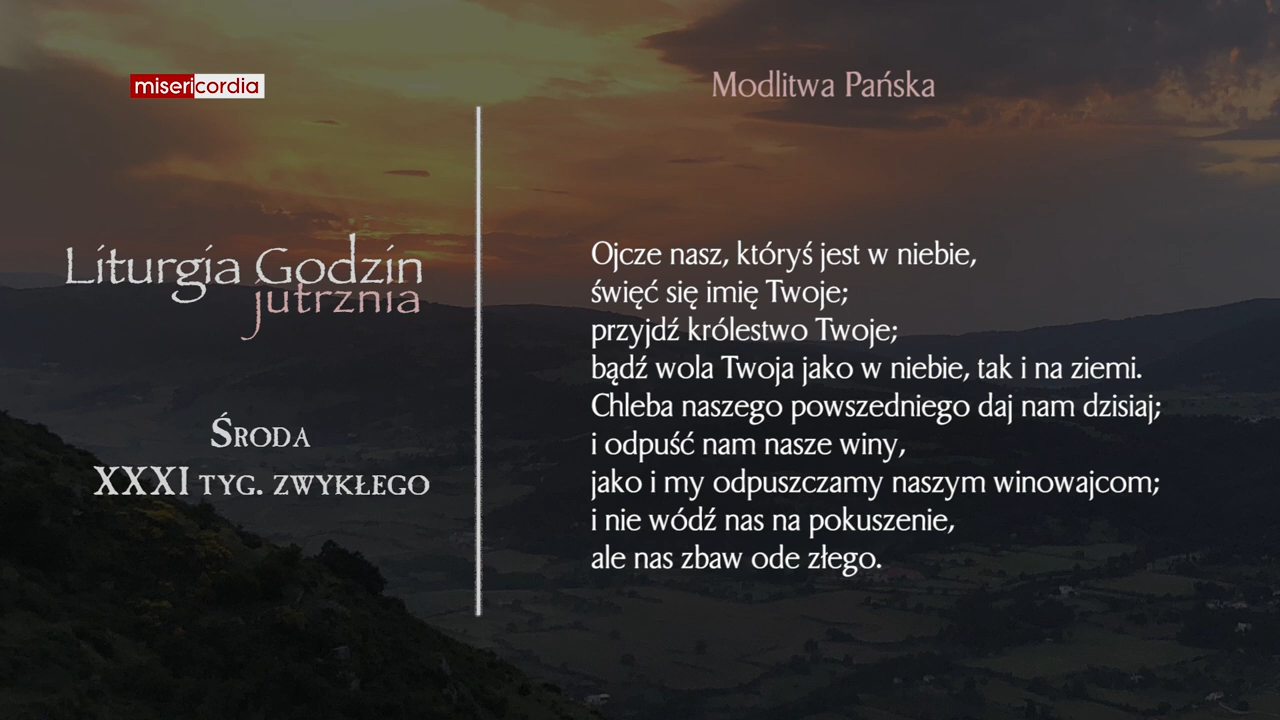 misericordia
Liturgia Godzin
jutrznia
Środa
XXXI tyg. zwykłego
Modlitwa Pańska
Ojcze nasz, któryś jest w niebie,
święć się imię Twoje;
przyjdź królestwo Twoje;
bądź wola Twoja jako w niebie, tak i na ziemi.
Chleba naszego powszedniego daj nam dzisiaj;
i odpuść nam nasze winy,
jako i my odpuszczamy naszym winowajcom;
i nie wódź nas na pokuszenie,
ale nas zbaw ode złego.